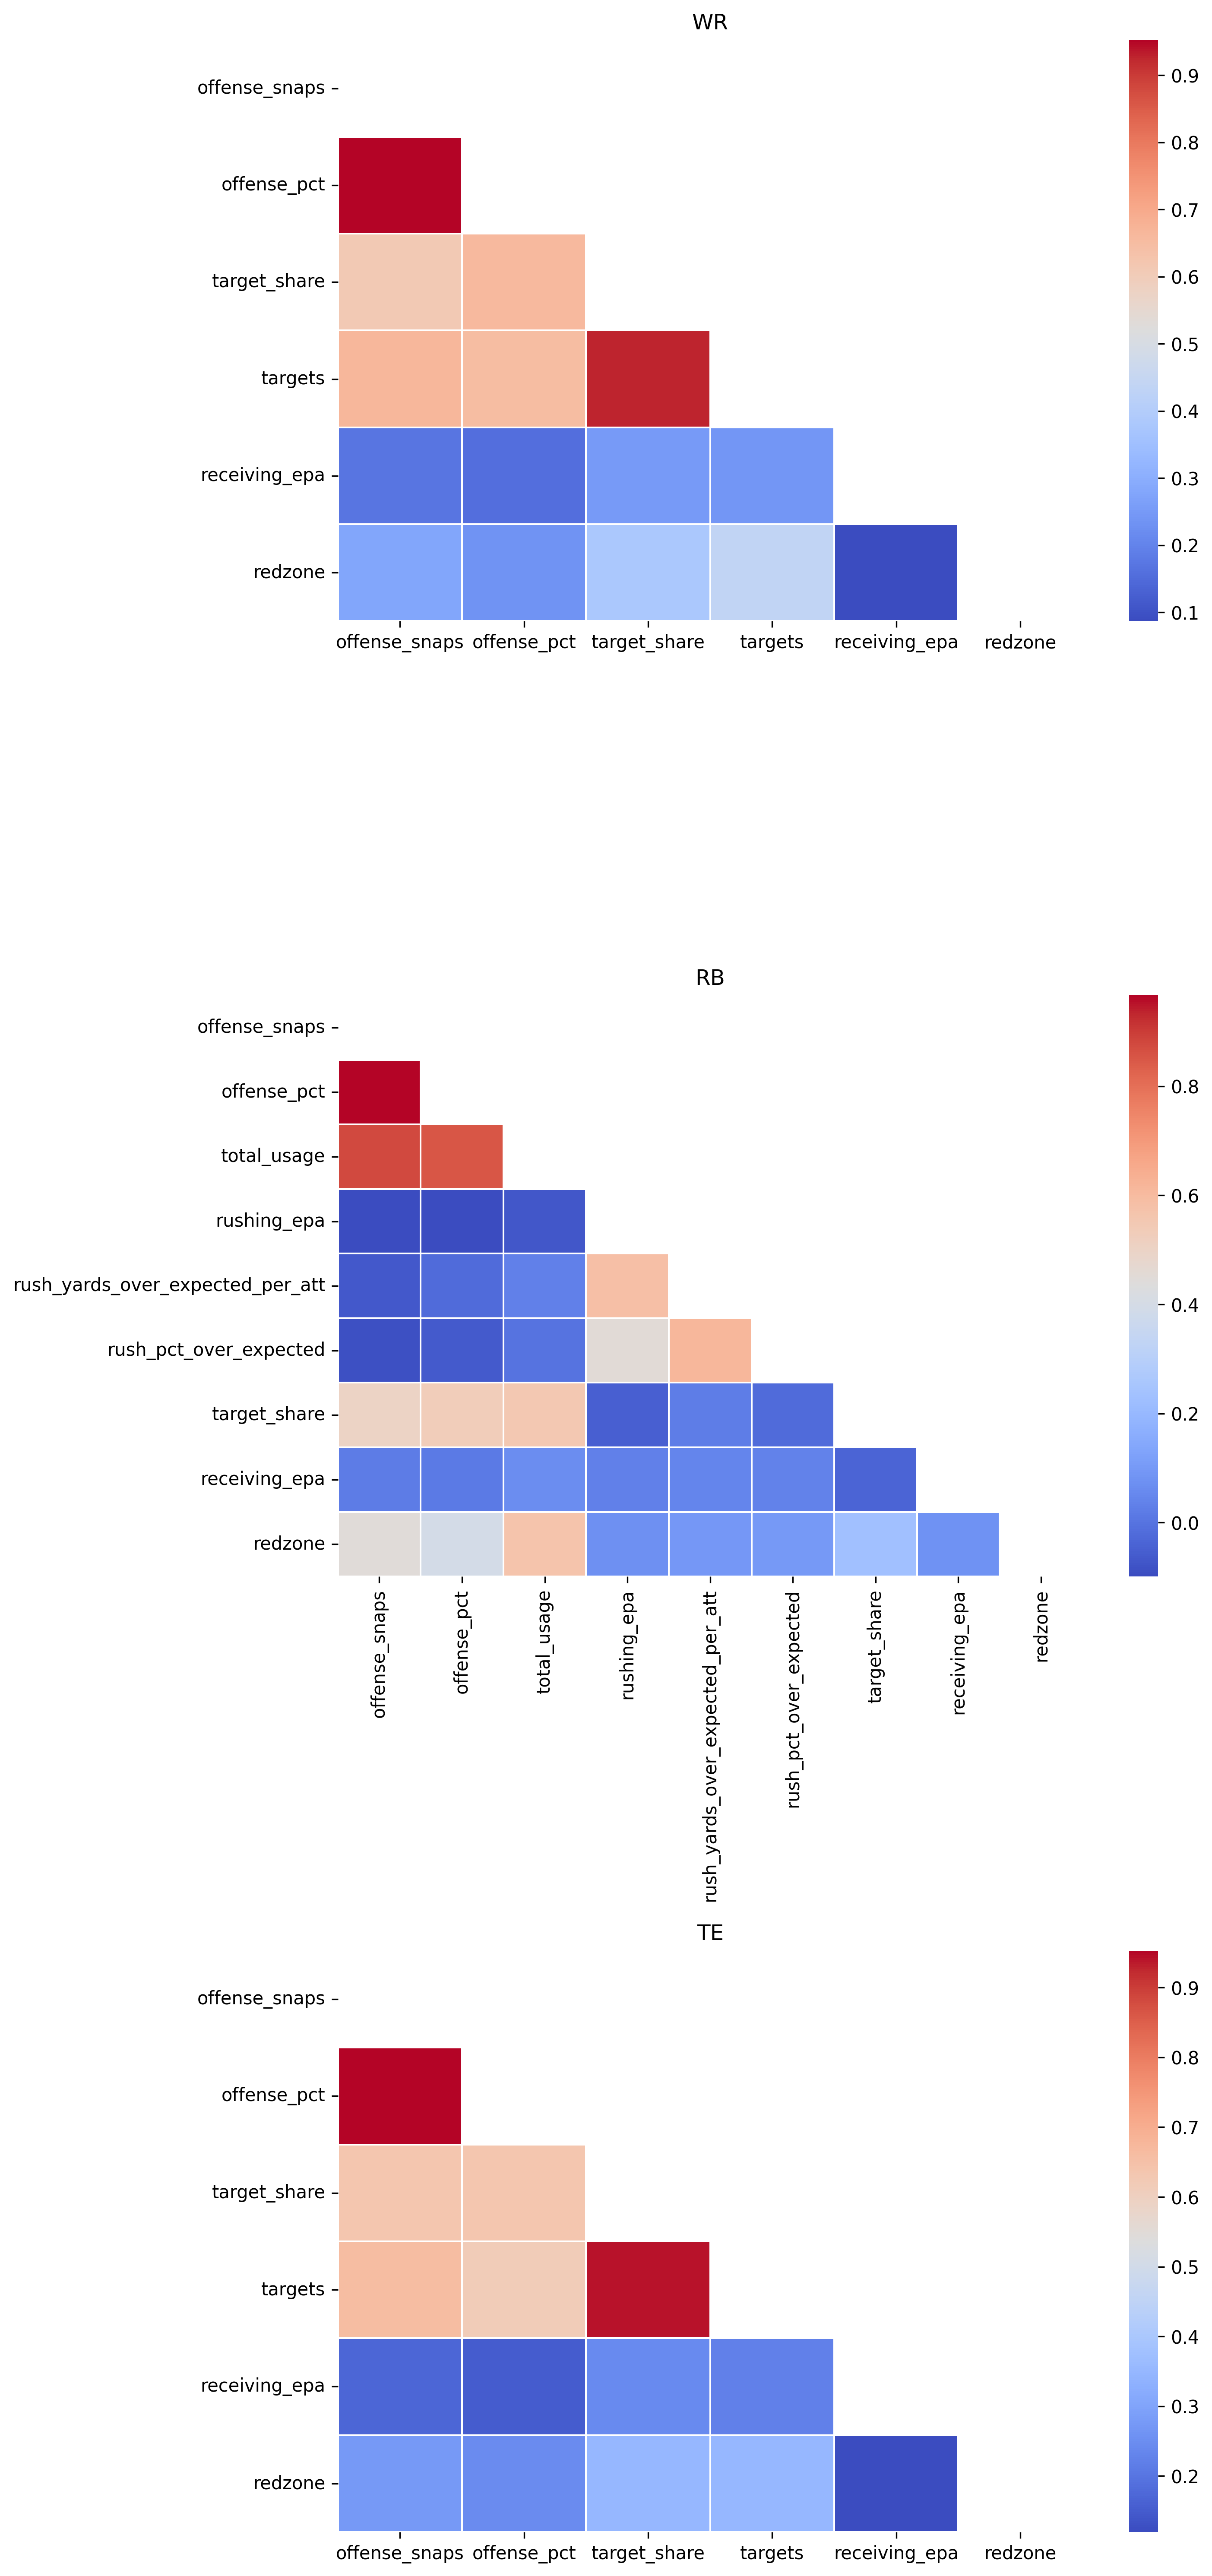 WR
offense_snaps
offense_pct
target_share
targets
receiving_epa
redzone
offense_snaps offense_pct target_share targets receiving_epa redzone
0.9
0.8
0.7
0.6
0.5
0.4
0.3
0.2
0.1
RB
offense_snaps
offense_pct
total_usage
rushing_epa
rush_yards_over_expected_per_att
rush_pct_over_expected
target_share
receiving_epa
redzone
offense_snaps
offense_pct
total_usage
rushing_epa
rush_yards_over_expected_per_att
rush_pct_over_expected
target_share
receiving_epa
redzone
0.8
0.6
0.4
0.2
0.0
TE
offense_snaps
offense_pct
target_share
targets
receiving_epa
redzone
offense_snaps offense_pct target_share targets receiving_epa redzone
0.9
0.8
0.7
0.6
0.5
0.4
0.3
0.2